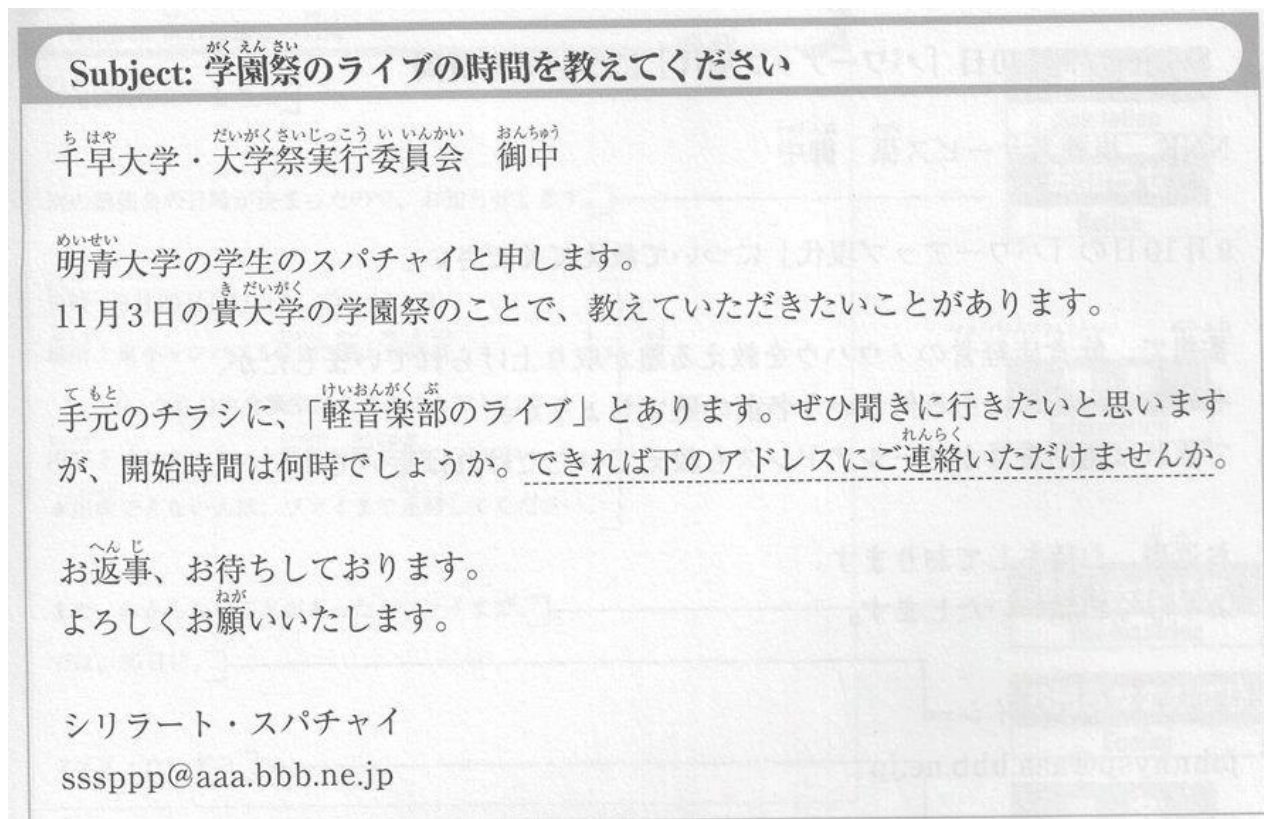 Subject: 学園祭のライブの時間を教えてください
千早大学・大学祭実行委員会　御中
明青大学の学生のスパチャイと申します。
11月3日の貴大学の学園祭のことで、教えていただきたいことがあります。
手元のチラシに、「軽音楽部のライブ」とあります。ぜひ聞きに行きたいと思います
が、開始時間は何時でしょうか。できれば下のアドレスにご連絡いただけませんか。
お返事、お待ちしております。
よろしくお願いいたします。
シリラート・スパチャイ
sssppp@aaa.bbb.ne.jp